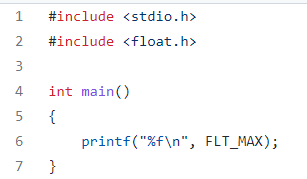 1 #include <stdio.h>
2 #include <float.h>
3
4 int main()
5 {
6     printf("%f\n", FLT_MAX);
7 }